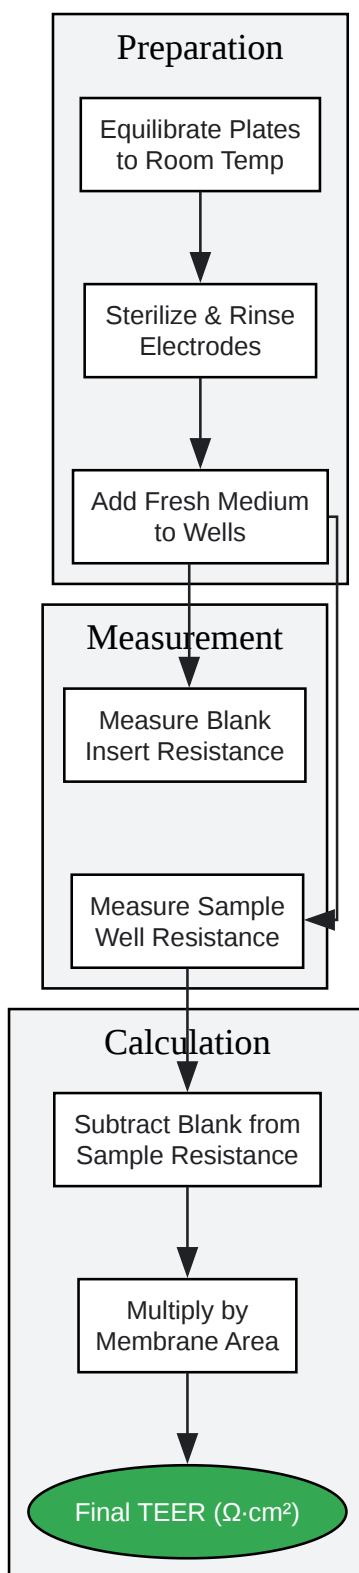 Preparation
Equilibrate Plates
to Room Temp
Sterilize & Rinse
Electrodes
Add Fresh Medium
to Wells
Measurement
Measure Blank
Insert Resistance
Measure Sample
Well Resistance
Calculation
Subtract Blank from
Sample Resistance
Multiply by
Membrane Area
Final TEER (Ω·cm²)